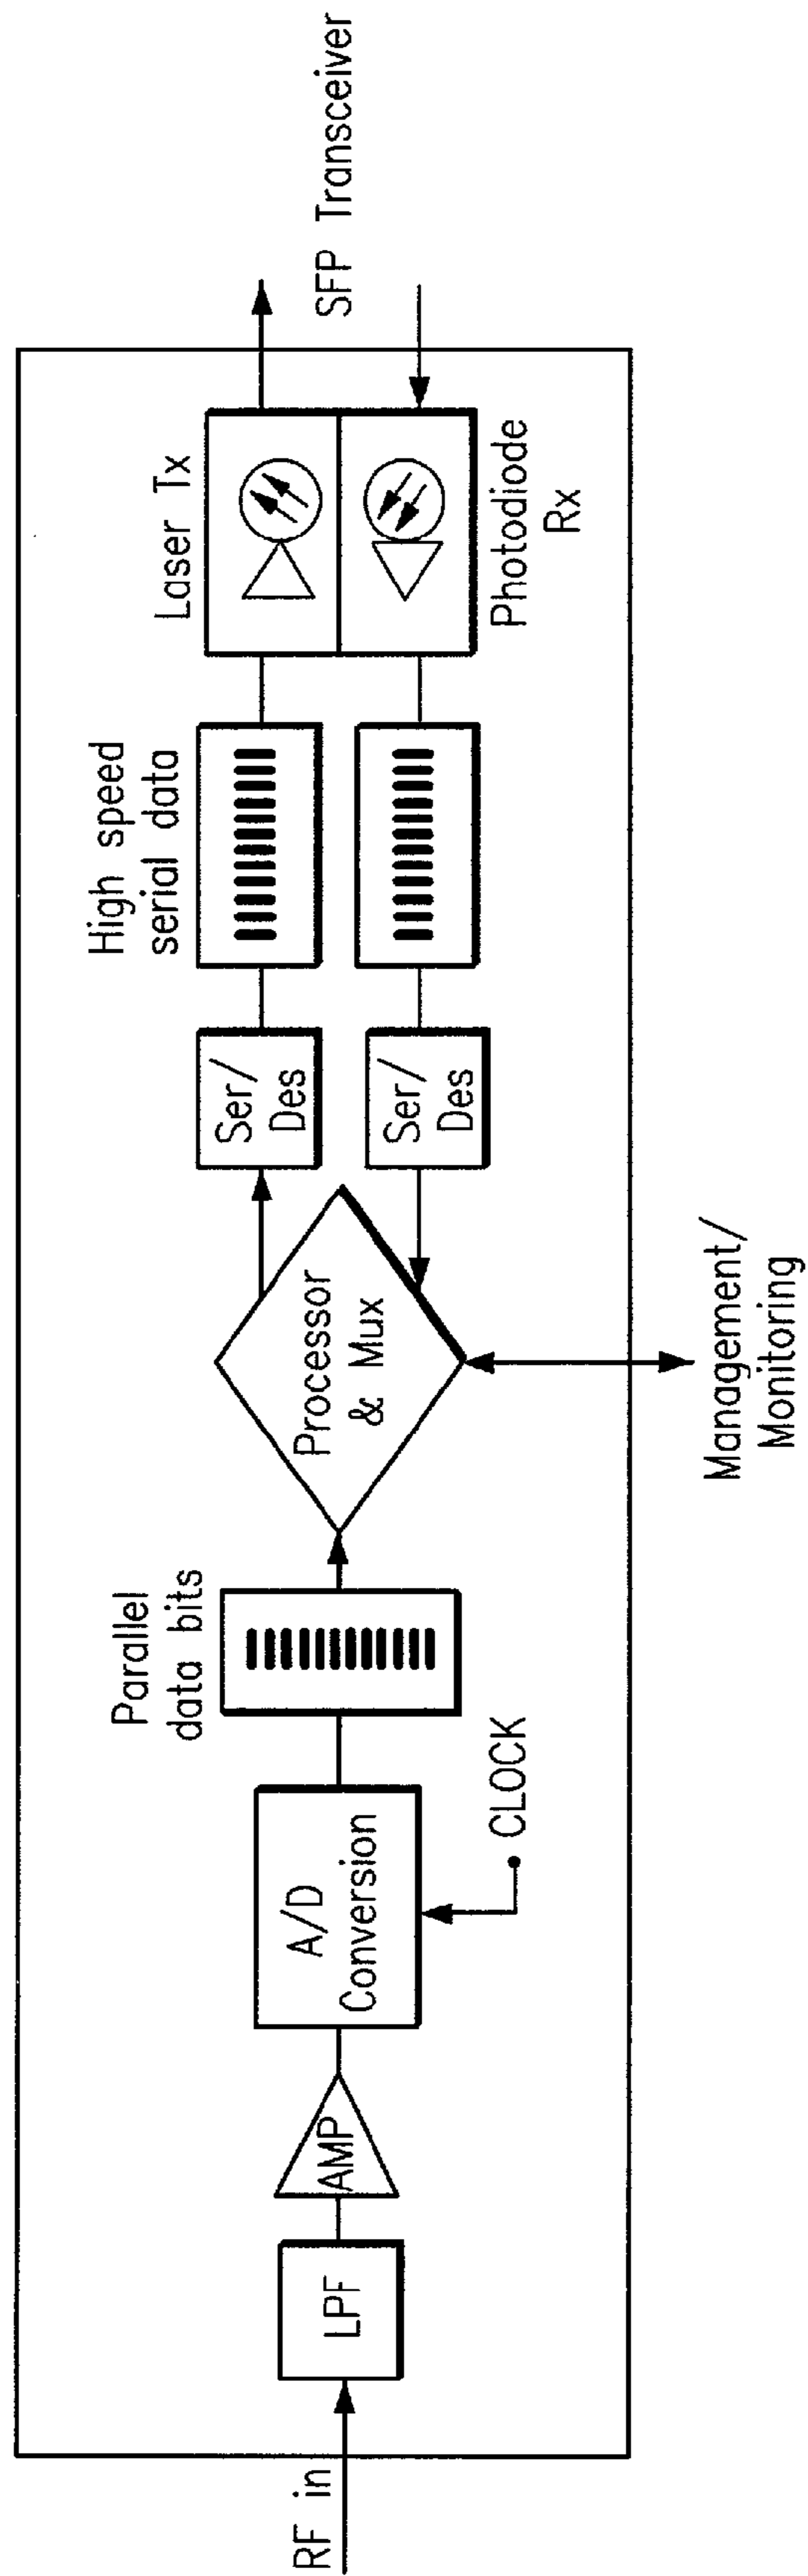 RF in
LPF
AMP
A/D
Conversion
CLOCK
Parallel
data bits
Processor
& Mux
Management/
Monitoring
Ser/
Des
Ser/
Des
High speed
serial data
Laser Tx
Photodiode
Rx
SFP Transceiver